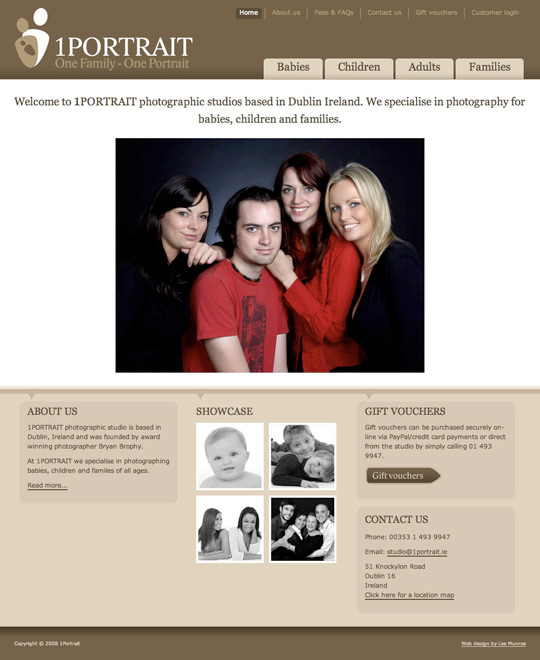 Home
About us
Fees & FAQs
Contact us
Gift vouchers
Customer login
1PORTRAIT
One Family - One Portrait
Babies
Children
Adults
Families
Welcome to 1PORTRAIT photographic studios based in Dublin Ireland. We specialise in photography for
babies, children and families.
ABOUT US
1PORTRAIT photographic studio is based in
Dublin, Ireland and was founded by award
winning photographer Bryan Brophy.
At 1PORTRAIT we specialise in photographing
babies, children and familes of all ages.
Read more...
SHOWCASE
GIFT VOUCHERS
Gift vouchers can be purchased securely on-
line via PayPal/credit card payments or direct
from the studio by simply calling 01 493
9947.
Gift vouchers
CONTACT US
Phone: 00353 1 493 9947
Email: studio@1portrait.ie
51 Knocklyon Road
Dublin 16
Ireland
Click here for a location map
Copyright © 2008 1Portrait
Web design by Lee Munroe